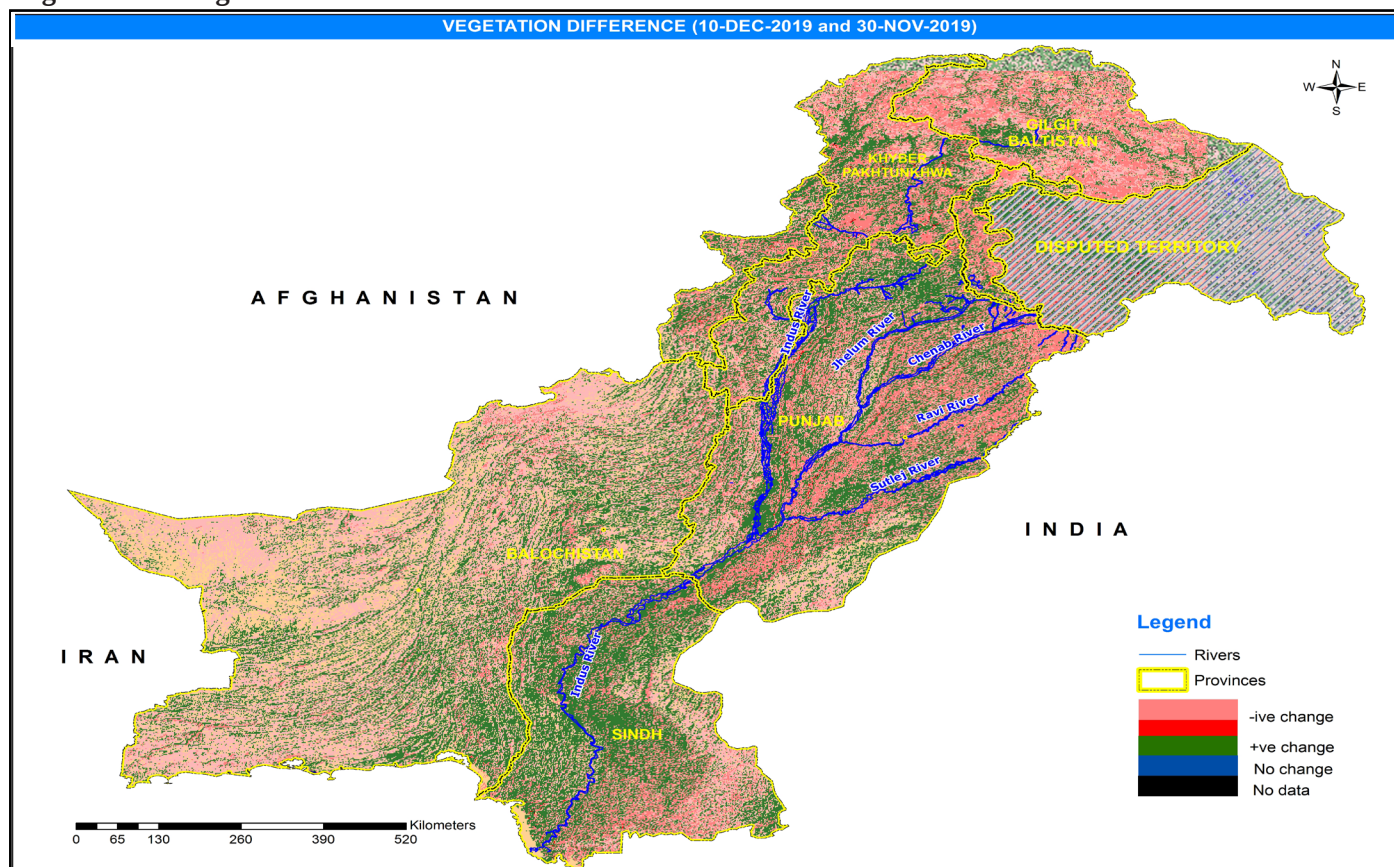 VEGETATION DIFFERENCE (10-DEC-2019 and 30-NOV-2019)
N
W E
S
GILGIT
BALTISTAN
KHYBER
PAKHTUNKHWA
DISPUTED TERRITORY
AFGHANISTAN
Indus River
Jhelum River
Chenab River
Ravi River
PUNJAB
Sutlej River
INDIA
BALOCHISTAN
IRAN
Indus River
SINDH
Legend
Rivers
Provinces
-ive change
+ve change
No change
No data
Kilometers
0 65 130 260 390 520